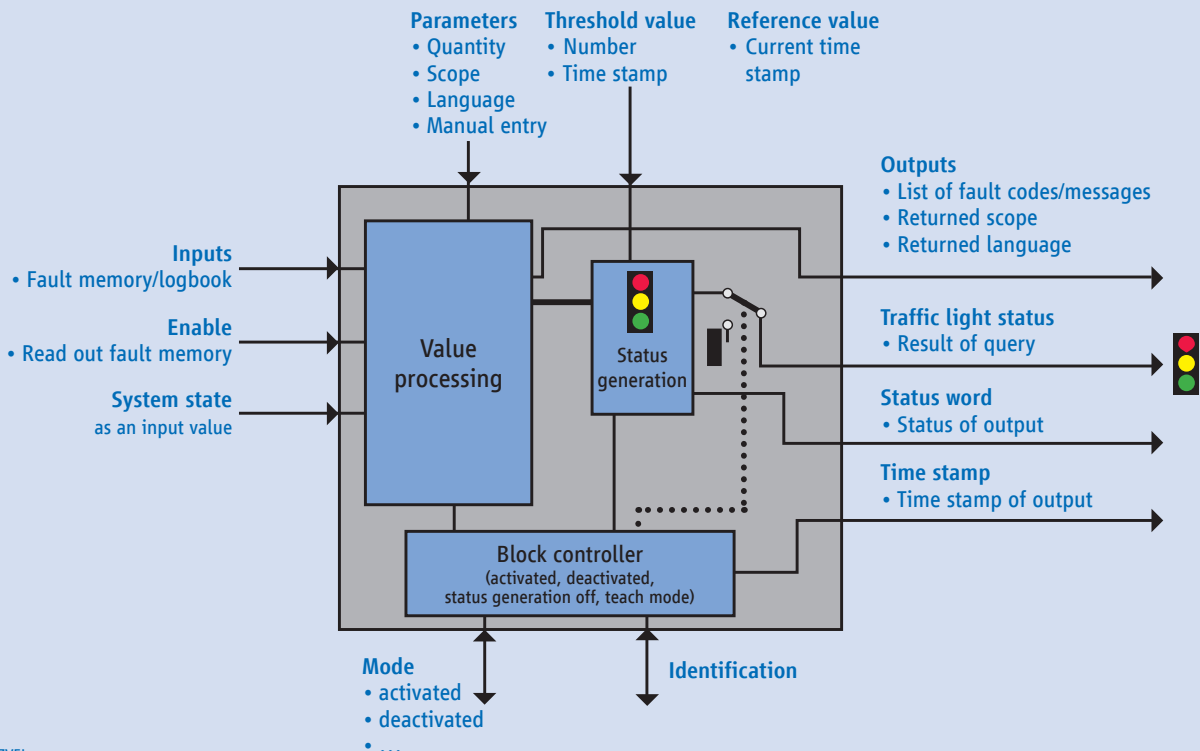 Parameters
• Quantity
• Scope
• Language
• Manual entry
Threshold value
• Number
• Time stamp
Reference value
• Current time
stamp
Inputs
• Fault memory/logbook
Enable
• Read out fault memory
System state
as an input value
Value
processing
Status
generation
Block controller
(activated, deactivated,
status generation off, teach mode)
Outputs
• List of fault codes/messages
• Returned scope
• Returned language
Traffic light status
• Result of query
Status word
• Status of output
Time stamp
• Time stamp of output
Mode
• activated
• deactivated
• ...
Identification